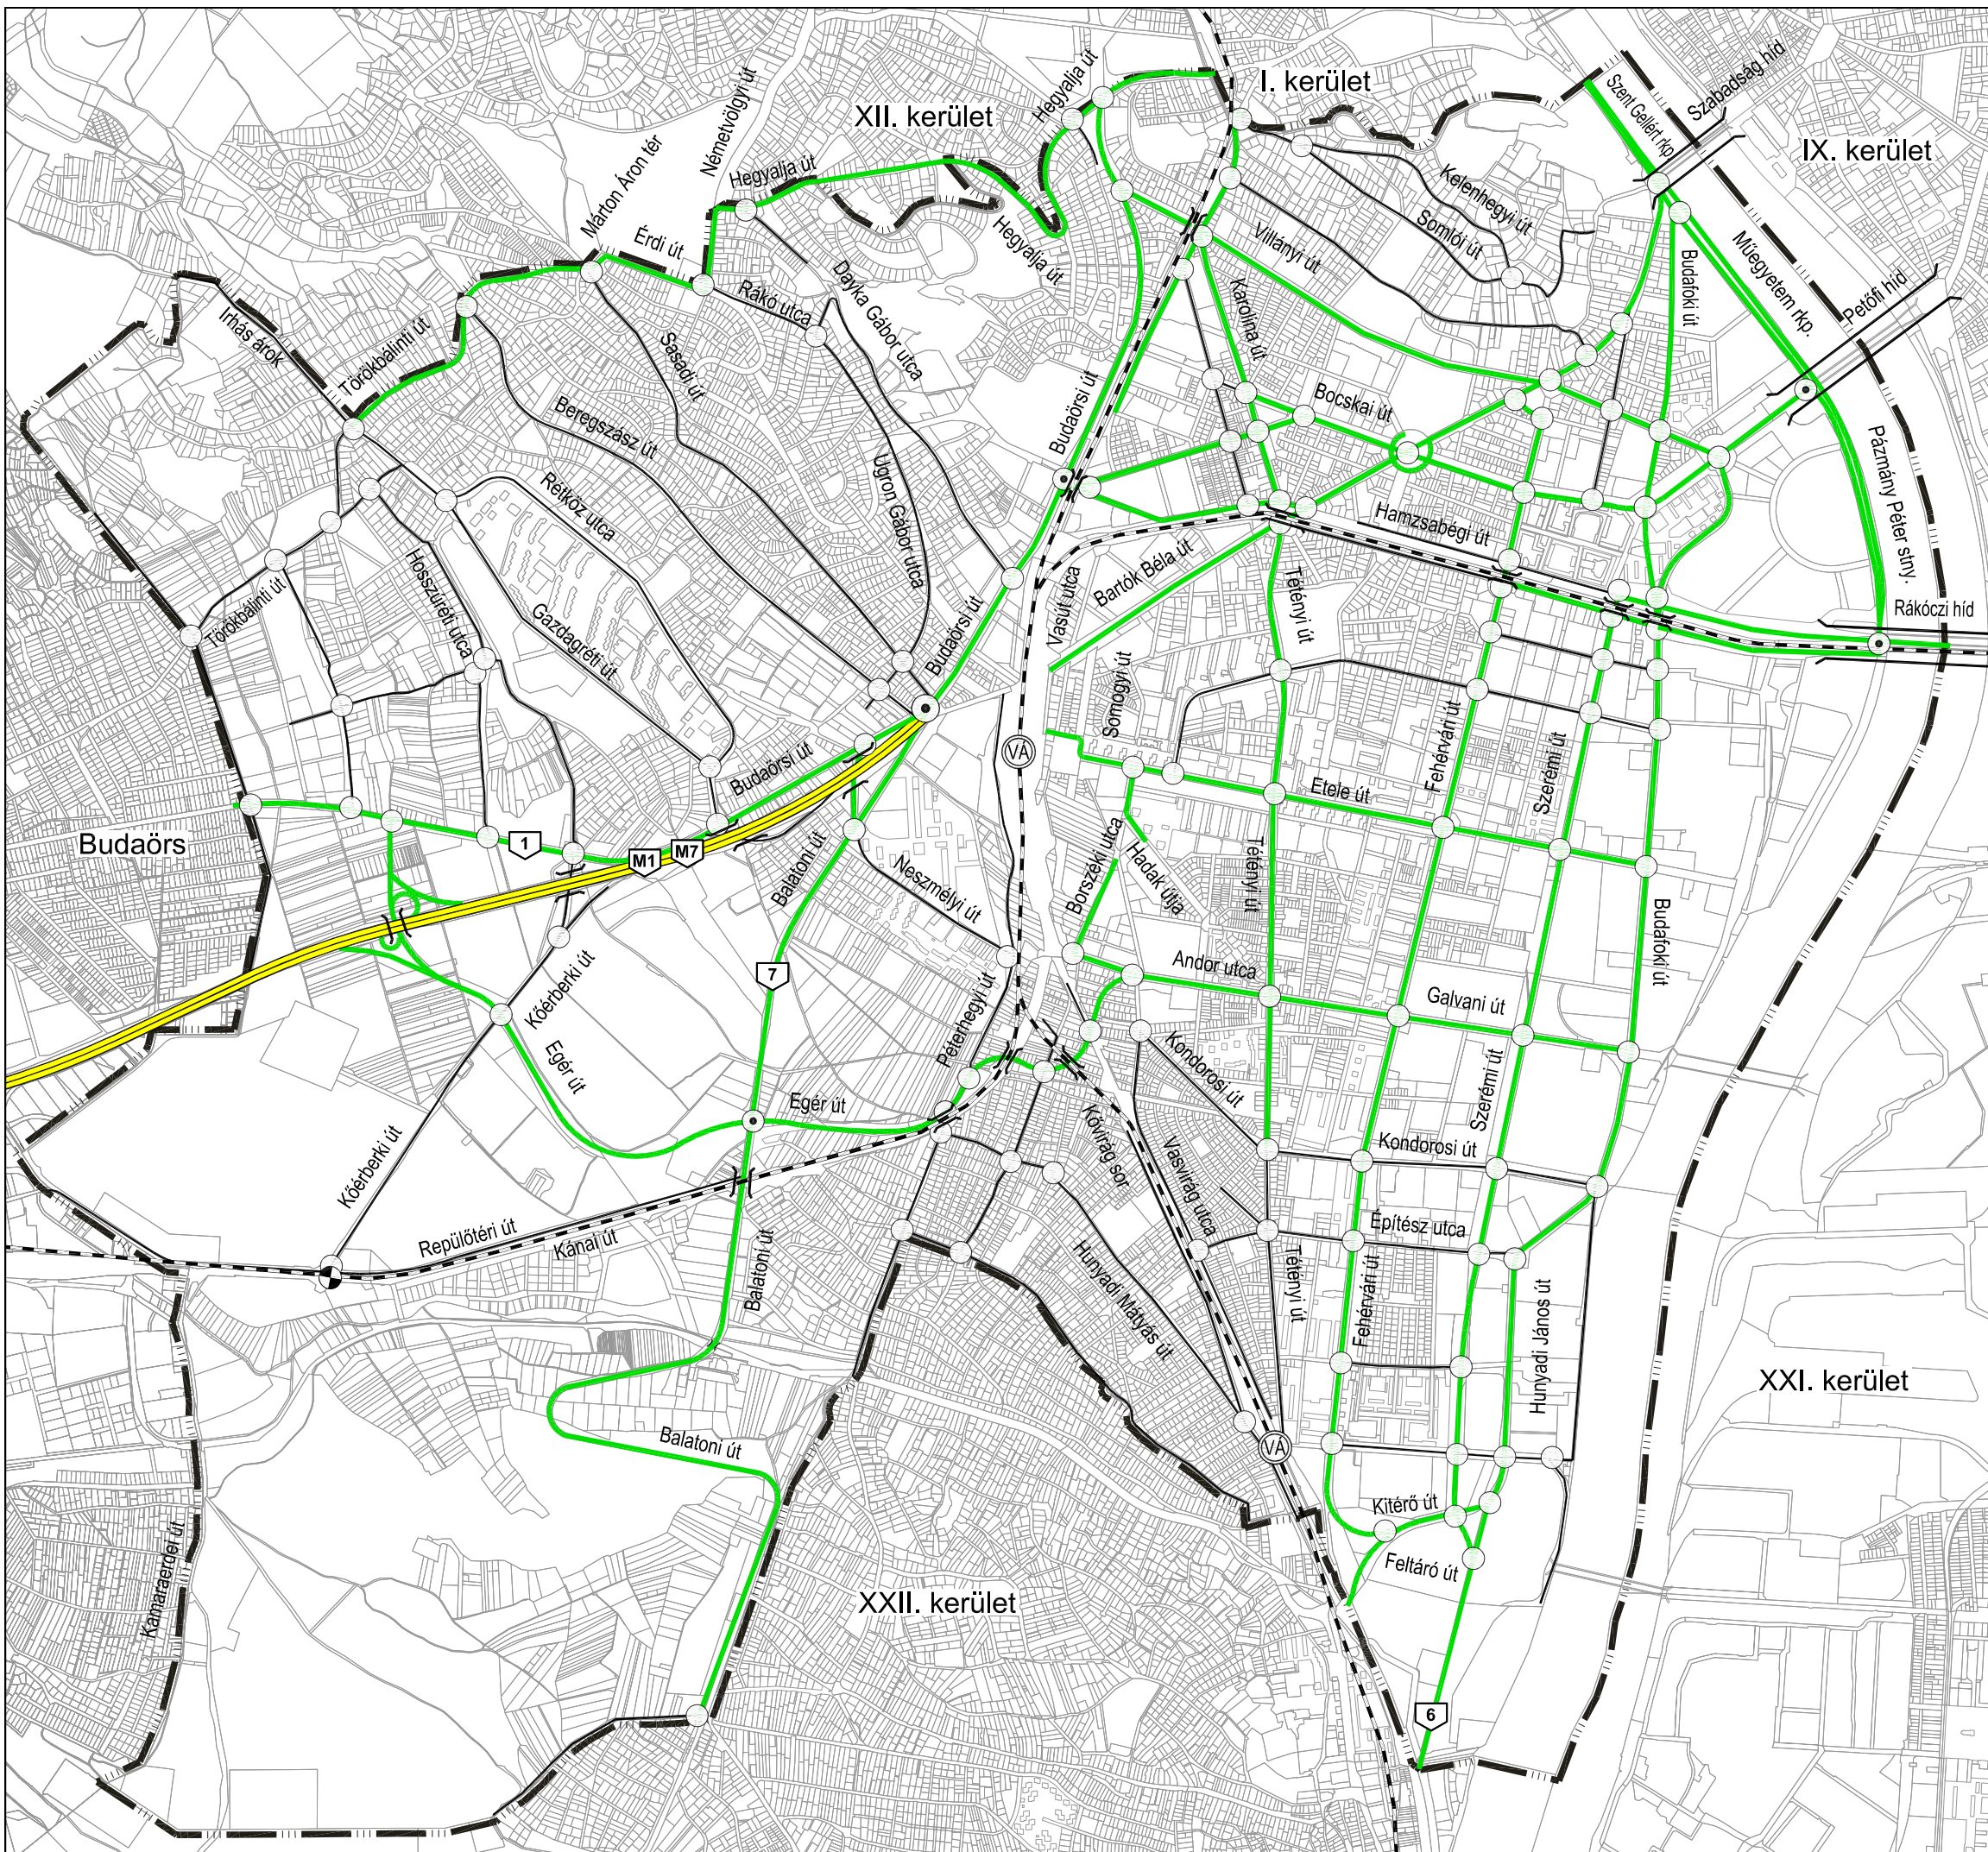 I. kerület
XII. kerület
IX. kerület
Hegyalja út
Szent Gellért rkp
Szabadság híd
Németvölgyi út
Hegyalja út
Márton Áron tér
Érdi út
Hegyalja út
Kelenhegyi út
Somlói út
Villányi út
Budafoki út
Műegyetem rkp.
Petőfi híd
Irhás árok
Törökbálinti út
Rákó utca
Dayka Gábor utca
Sasadi út
Karolina út
Bocskai út
Budaörsi út
Beregszász út
Ugron Gábor utca
Rétköz utca
Pázmány Péter stny.
Hamzsabégi út
Bartók Béla út
Vasút utca
Tétényi út
Rákóczi híd
Hosszúréti utca
Törökbálinti út
Gazdagréti út
Budaörsi út
Somogyi út
Fehérvári út
Szerémi út
VÁ
Budaörsi út
Etele út
Budaörs
1
M1
M7
Balatoni út
Neszmélyi út
Borszéki utca
Hadak útja
Tétényi út
Budafoki út
Andor utca
Galvani út
7
Kőérberki út
Péterhegyi út
Egér út
Egér út
Kondorosi út
Szerémi út
Kővirág sor
Vasvirág utca
Kondorosi út
Kőérberki út
Repülőtéri út
Kánai út
Balatoni út
Építész utca
Hunyadi Mátyás út
Tétényi út
Fehérvári út
Hunyadi János út
XXI. kerület
Balatoni út
VÁ
Kitérő út
Feltáró út
Kamaraerdei út
XXII. kerület
6